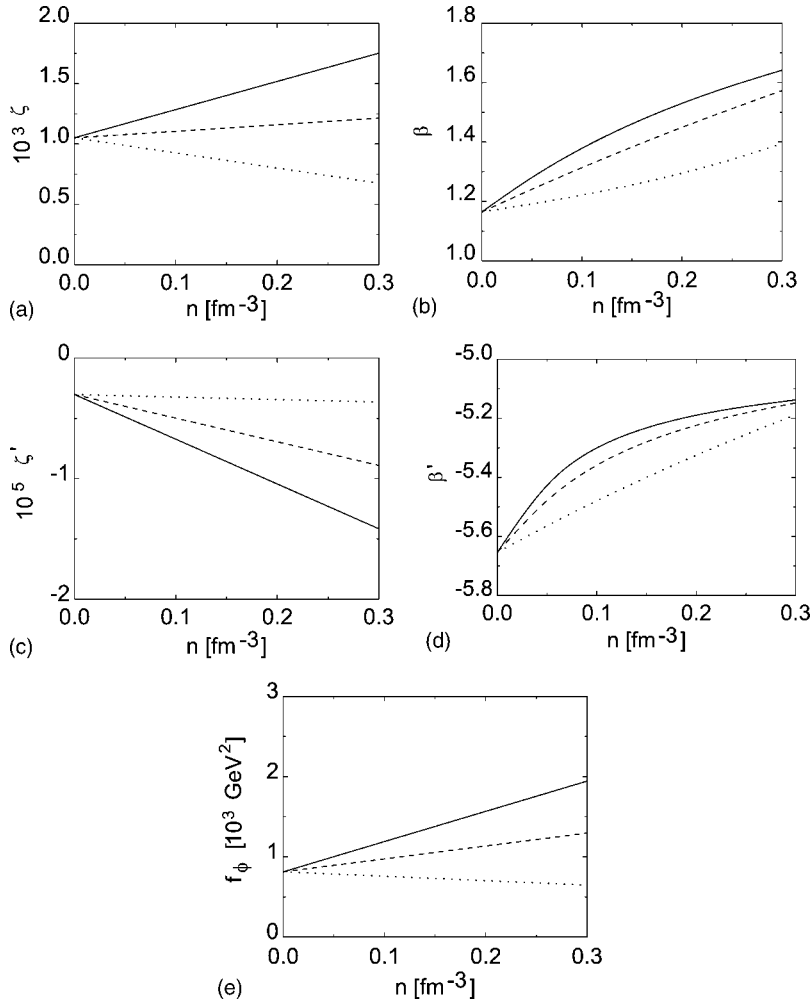 2.0
1.5
1.0
0.5
0.0
10³ ζ
0.0 0.1 0.2 0.3
(a) n [fm⁻³]
1.8
1.6
1.4
1.2
1.0
β
0.0 0.1 0.2 0.3
(b) n [fm⁻³]
0
-1
-2
10⁵ ζ'
0.0 0.1 0.2 0.3
(c) n [fm⁻³]
-5.0
-5.2
-5.4
-5.6
-5.8
β'
0.0 0.1 0.2 0.3
(d) n [fm⁻³]
3
2
1
0
f_ϕ [10³ GeV²]
0.0 0.1 0.2 0.3
(e) n [fm⁻³]